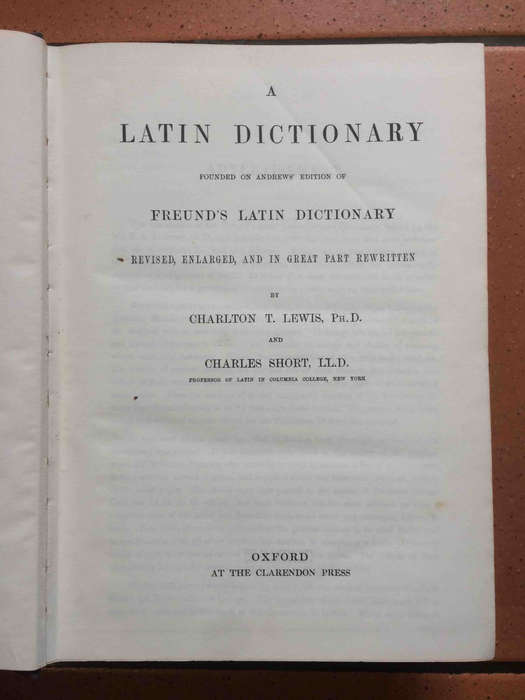 A
LATIN DICTIONARY
FOUNDED ON ANDREWS' EDITION OF
FREUND'S LATIN DICTIONARY
REVISED, ENLARGED, AND IN GREAT PART REWRITTEN
BY
CHARLTON T. LEWIS, PH.D.
AND
CHARLES SHORT, LL.D.
PROFESSOR OF LATIN IN COLUMBIA COLLEGE, NEW YORK
OXFORD
AT THE CLARENDON PRESS